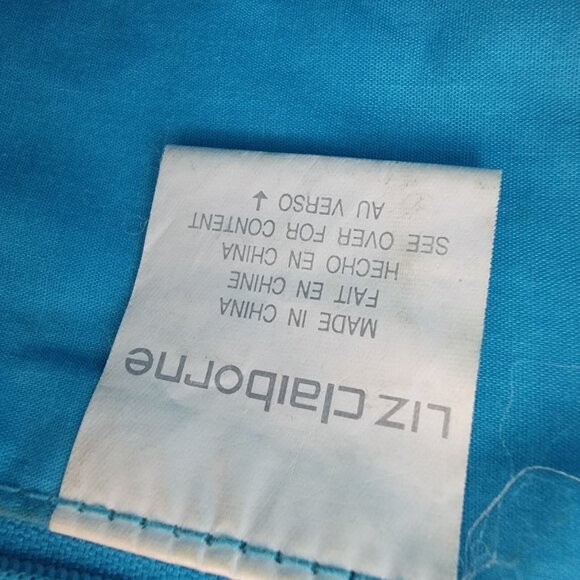 LIZ claiborne
MADE IN CHINA
FAIT EN CHINE
HECHO EN CHINA
SEE OVER FOR CONTENT
AU VERSO ↑